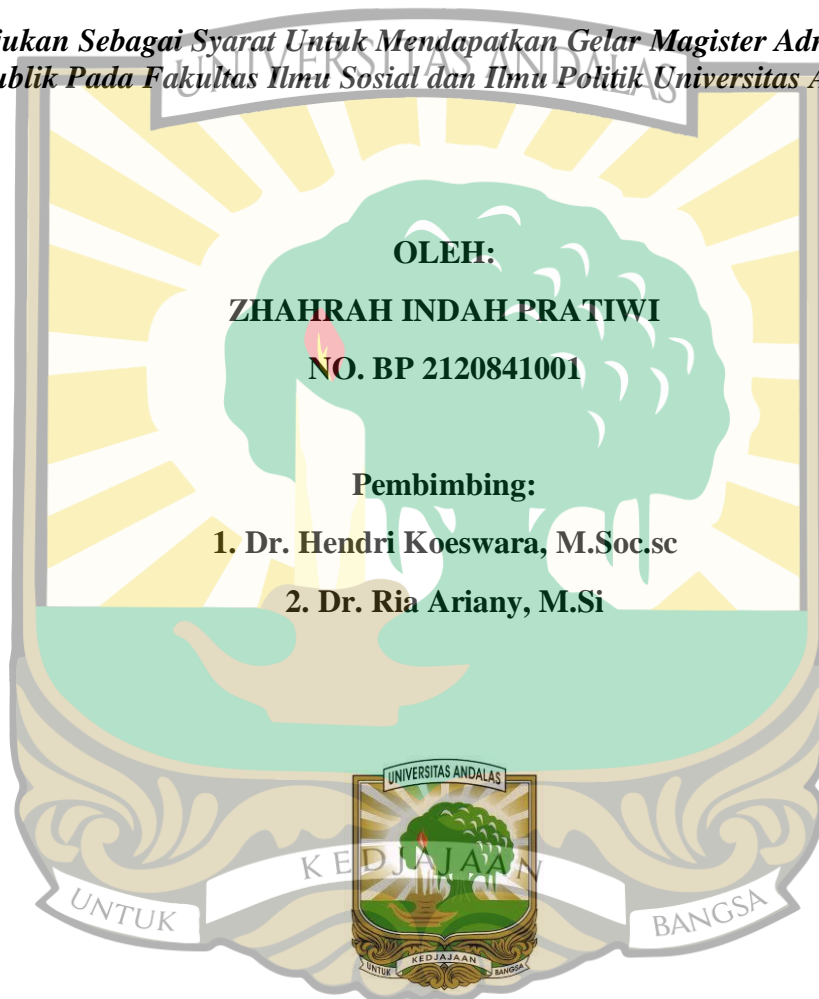 jukan Sebagai Syarat Untuk Mendapatkan Gelar Magister
ublik Pada Fakultas Ilmu Sosial dan Ilmu Politik Universitas A
UNIVERSITAS ANDALAS
OLEH:
ZHAHRAH INDAH PRATIWI
NO. BP 2120841001
Pembimbing:
1. Dr. Hendri Koeswara, M.Soc.sc
2. Dr. Ria Ariany, M.Si
UNIVERSITAS ANDALAS
KEDJAJAAN
UNTUK BANGSA
KEDJAJAAN
UNTUK BANGSA